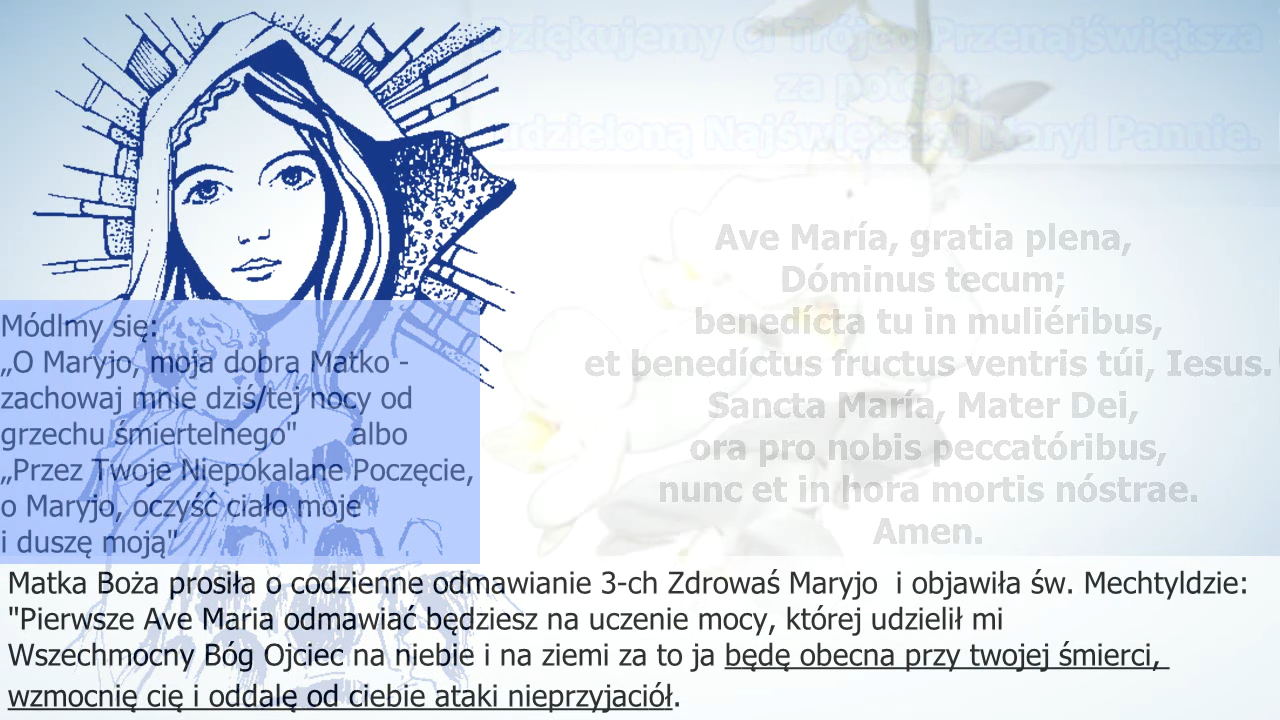 Dziękujemy Ci Trójco Przenajświętsza
za potęgę
udzieloną Najświętszej Maryi Pannie.
Ave María, gratia plena,
Dóminus tecum;
benedícta tu in muliéribus,
et benedíctus fructus ventris túi, Iesus.
Sancta María, Mater Dei,
ora pro nobis peccatóribus,
nunc et in hora mortis nóstrae.
Amen.
Módlmy się:
„O Maryjo, moja dobra Matko -
zachowaj mnie dziś/tej nocy od
grzechu śmiertelnego" albo
„Przez Twoje Niepokalane Poczęcie,
o Maryjo, oczyść ciało moje
i duszę moją"
Matka Boża prosiła o codzienne odmawianie 3-ch Zdrowaś Maryjo i objawiła św. Mechtyldzie:
"Pierwsze Ave Maria odmawiać będziesz na uczenie mocy, której udzielił mi
Wszechmocny Bóg Ojciec na niebie i na ziemi za to ja będę obecna przy twojej śmierci,
wzmocnię cię i oddalę od ciebie ataki nieprzyjaciół.